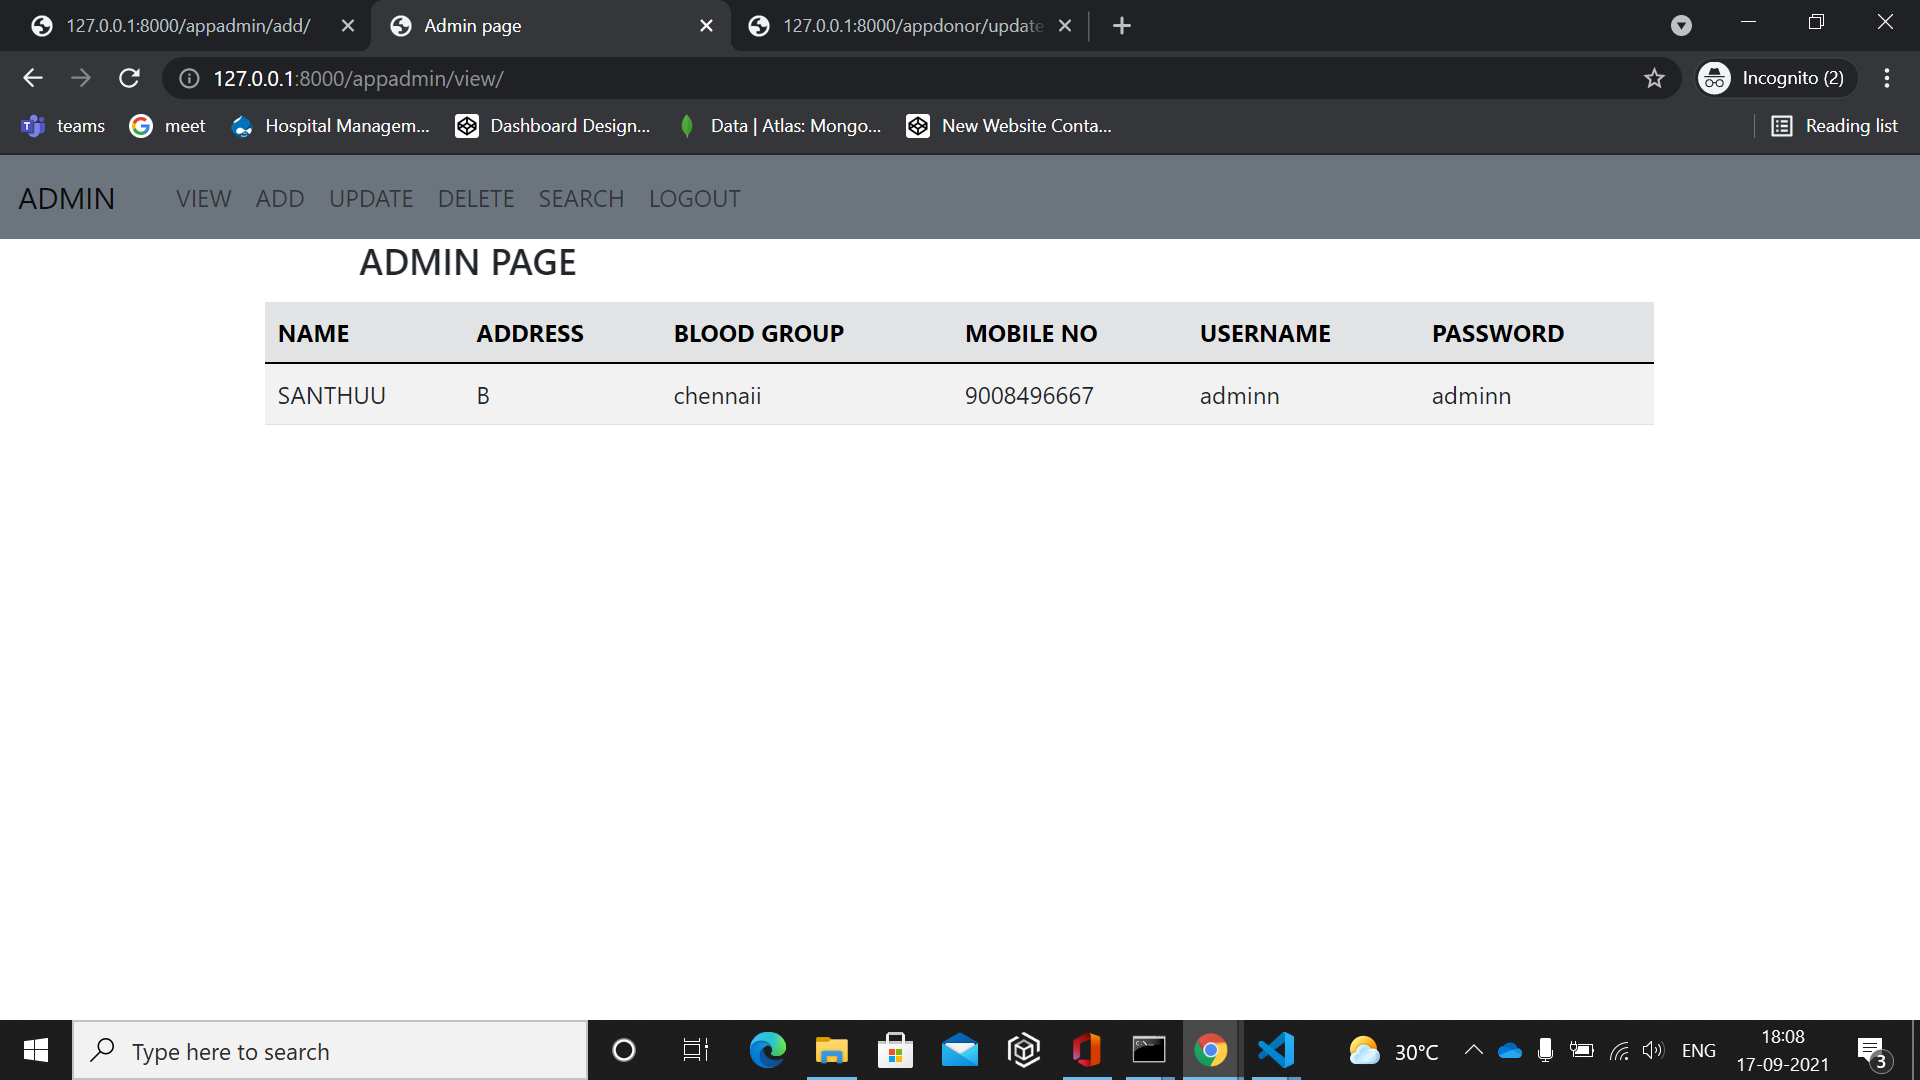 127.0.0.1:8000/appadmin/add/ Admin page 127.0.0.1:8000/appdonor/update
127.0.0.1:8000/appadmin/view/ Incognito (2)
teams meet Hospital Managem... Dashboard Design... Data | Atlas: Mongo... New Website Conta... Reading list
ADMIN VIEW ADD UPDATE DELETE SEARCH LOGOUT
ADMIN PAGE
NAME ADDRESS BLOOD GROUP MOBILE NO USERNAME PASSWORD
SANTHUU B chennaii 9008496667 adminn adminn
Type here to search 30°C ENG 18:08
17-09-2021 3